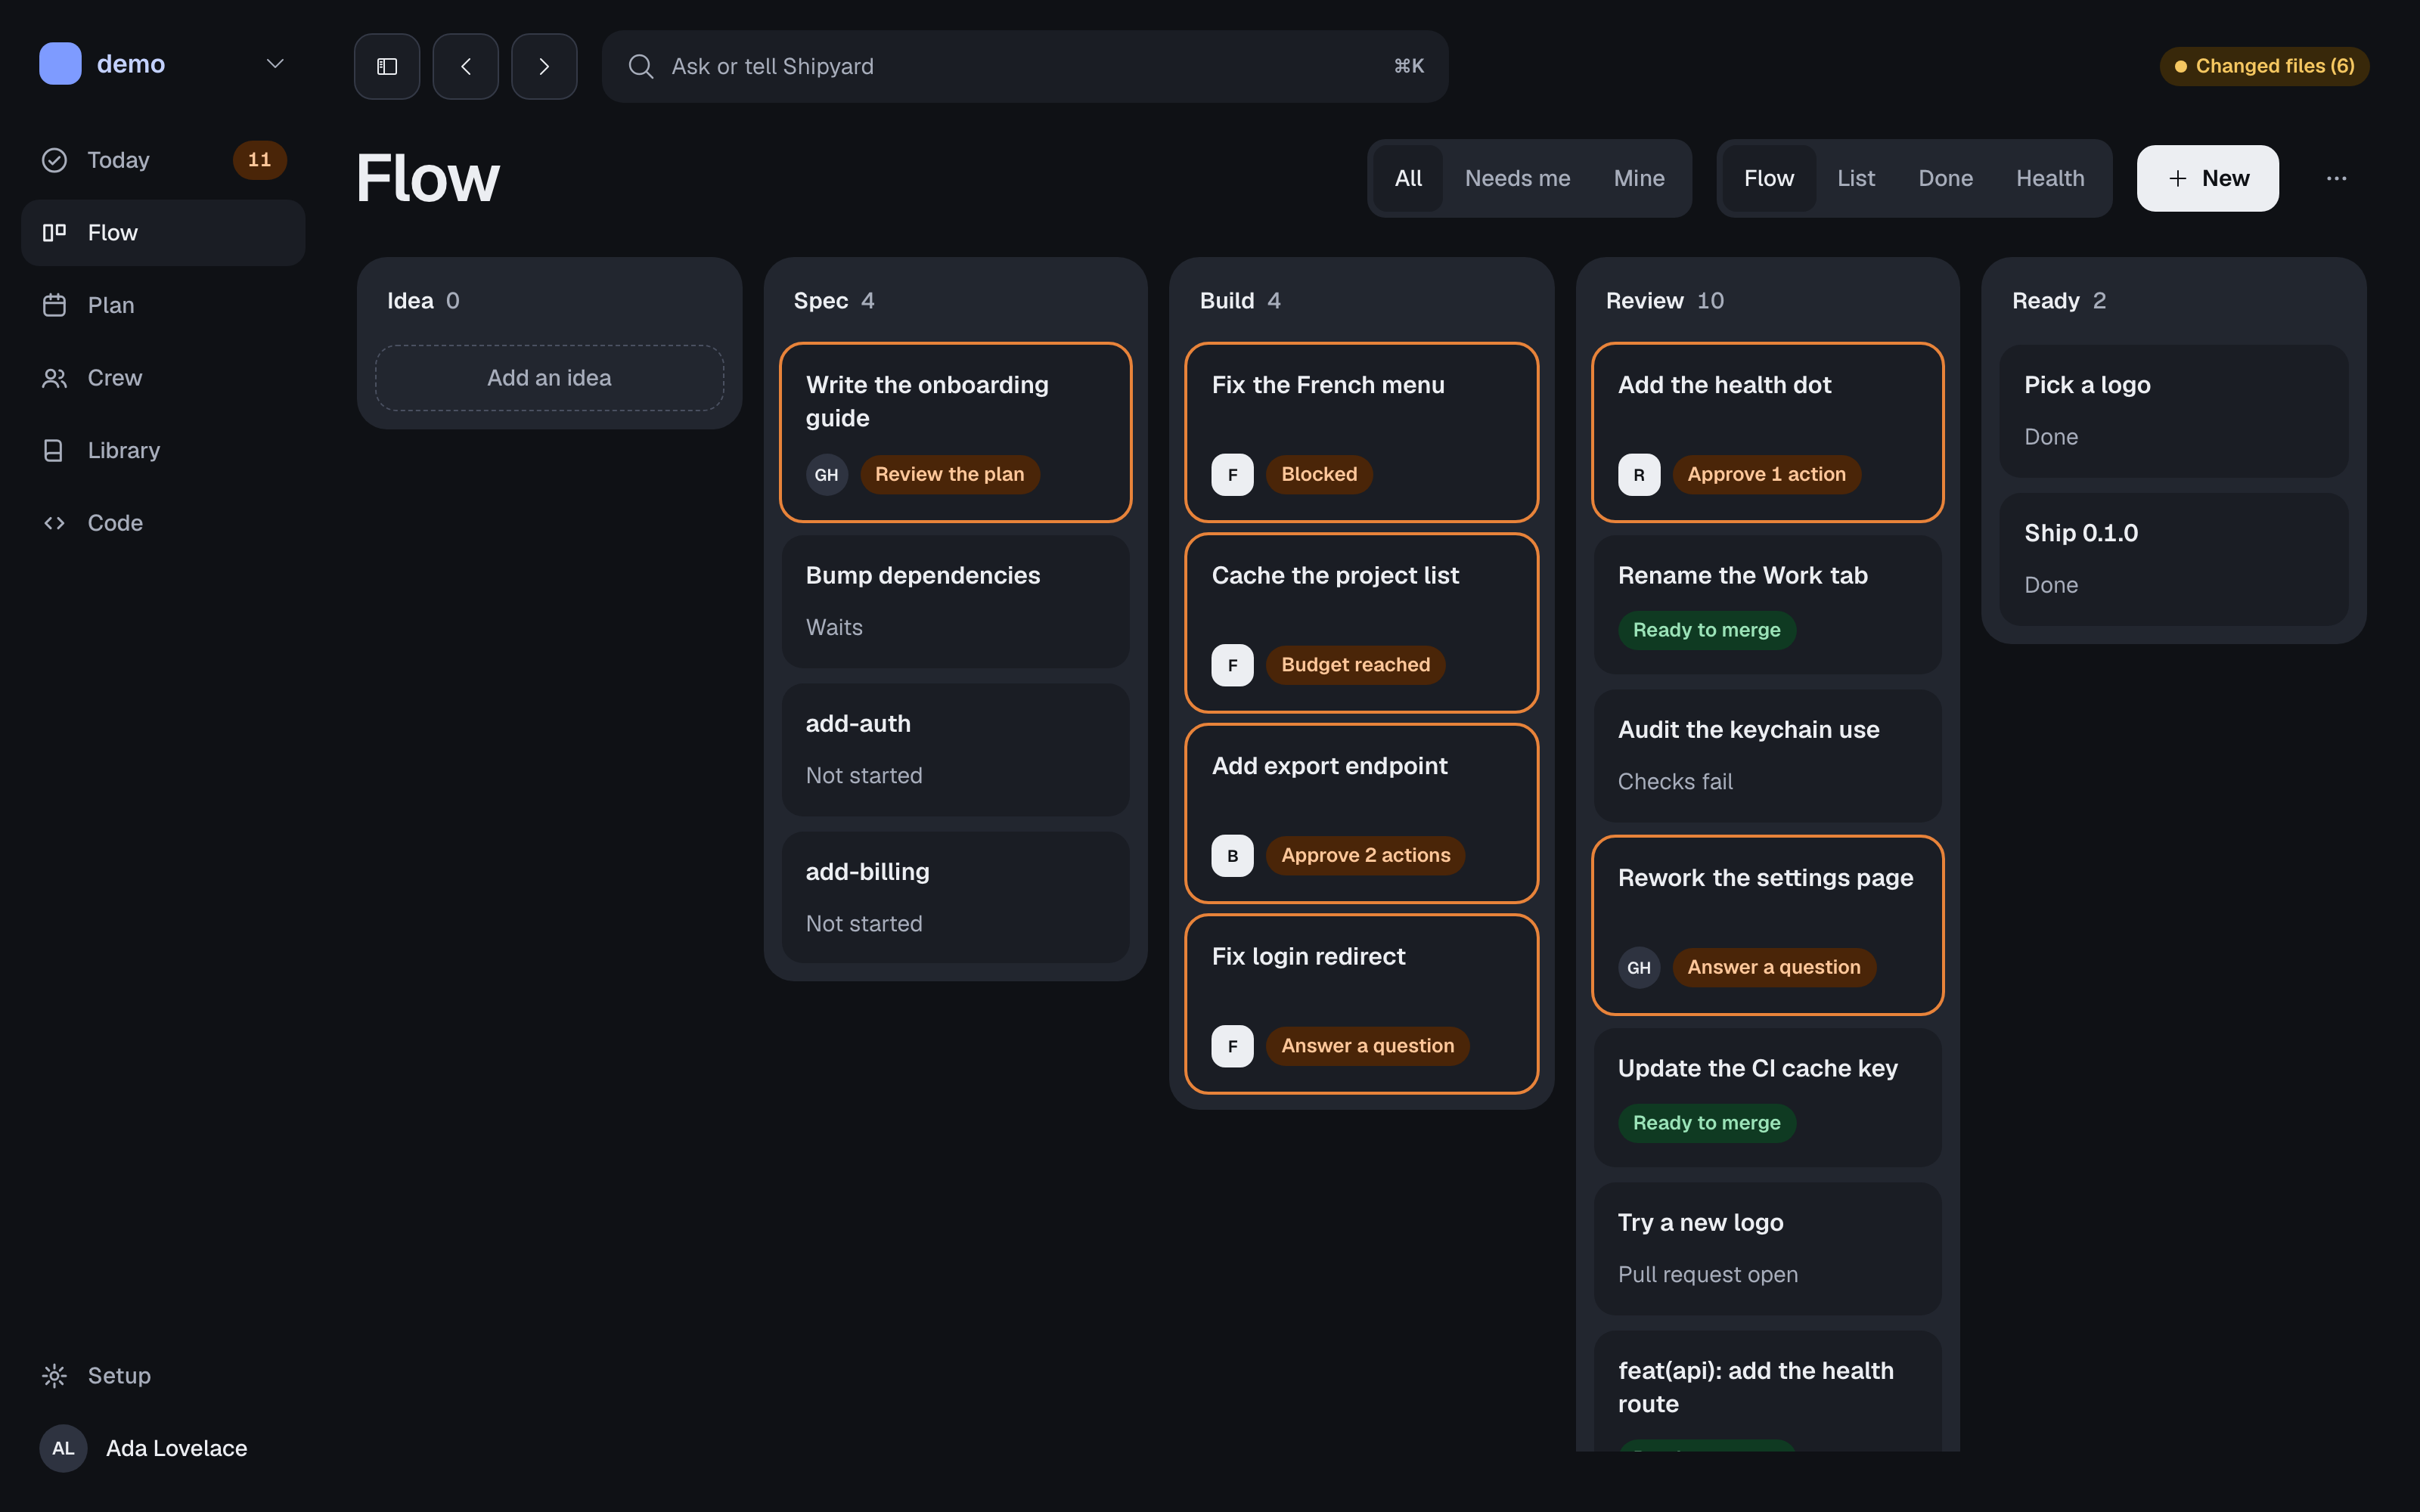 demo
Today 11
Flow
Plan
Crew
Library
Code
Setup
AL Ada Lovelace
Ask or tell Shipyard ⌘K
Changed files (6)
Flow
All Needs me Mine
Flow List Done Health
New
Idea 0
Add an idea
Spec 4
Write the onboarding
guide
GH Review the plan
Bump dependencies
Waits
add-auth
Not started
add-billing
Not started
Build 4
Fix the French menu
F Blocked
Cache the project list
F Budget reached
Add export endpoint
B Approve 2 actions
Fix login redirect
F Answer a question
Review 10
Add the health dot
R Approve 1 action
Rename the Work tab
Ready to merge
Audit the keychain use
Checks fail
Rework the settings page
GH Answer a question
Update the CI cache key
Ready to merge
Try a new logo
Pull request open
feat(api): add the health
route
Ready 2
Pick a logo
Done
Ship 0.1.0
Done